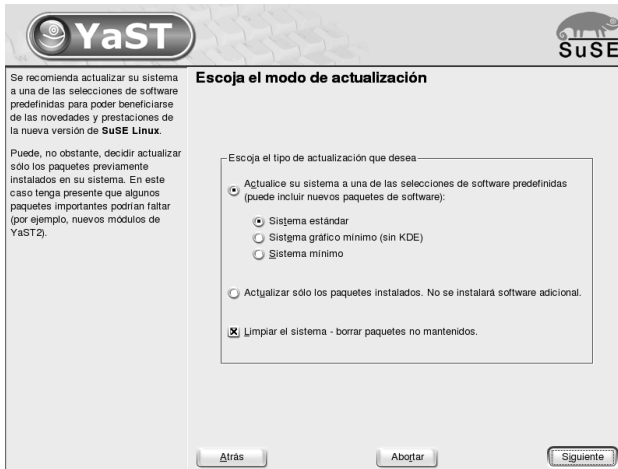 YaST
SuSE
Se recomienda actualizar su sistema
a una de las selecciones de software
predefinidas para poder beneficiarse
de las novedades y prestaciones de
la nueva versión de SuSE Linux.
Puede, no obstante, decidir actualizar
sólo los paquetes previamente
instalados en su sistema. En este
caso tenga presente que algunos
paquetes importantes podrían faltar
(por ejemplo, nuevos módulos de
YaST2).
Escoja el modo de actualización
Escoja el tipo de actualización que desea
Actualice su sistema a una de las selecciones de software predefinidas
(puede incluir nuevos paquetes de software):
Sistema estándar
Sistema gráfico mínimo (sin KDE)
Sistema mínimo
Actualizar sólo los paquetes instalados. No se instalará software adicional.
Limpiar el sistema - borrar paquetes no mantenidos.
Atrás
Abortar
Siguiente